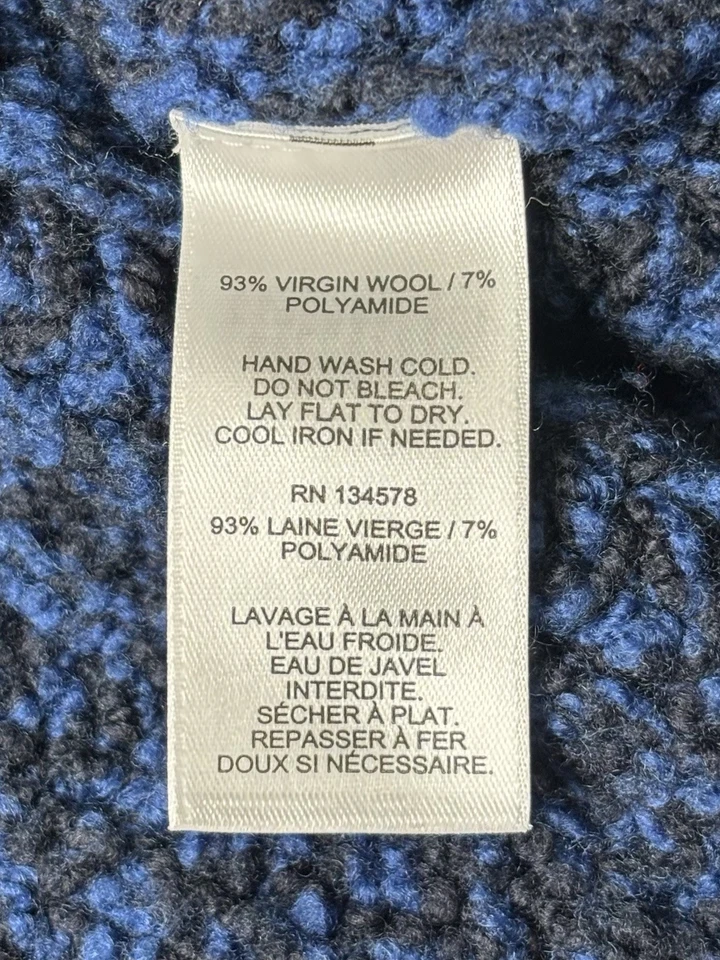 93% VIRGIN WOOL / 7%
POLYAMIDE
HAND WASH COLD.
DO NOT BLEACH.
LAY FLAT TO DRY.
COOL IRON IF NEEDED.
RN 134578
93% LAINE VIERGE / 7%
POLYAMIDE
LAVAGE À LA MAIN À
L'EAU FROIDE.
EAU DE JAVEL
INTERDITE.
SÉCHER À PLAT.
REPASSER À FER
DOUX SI NÉCESSAIRE.